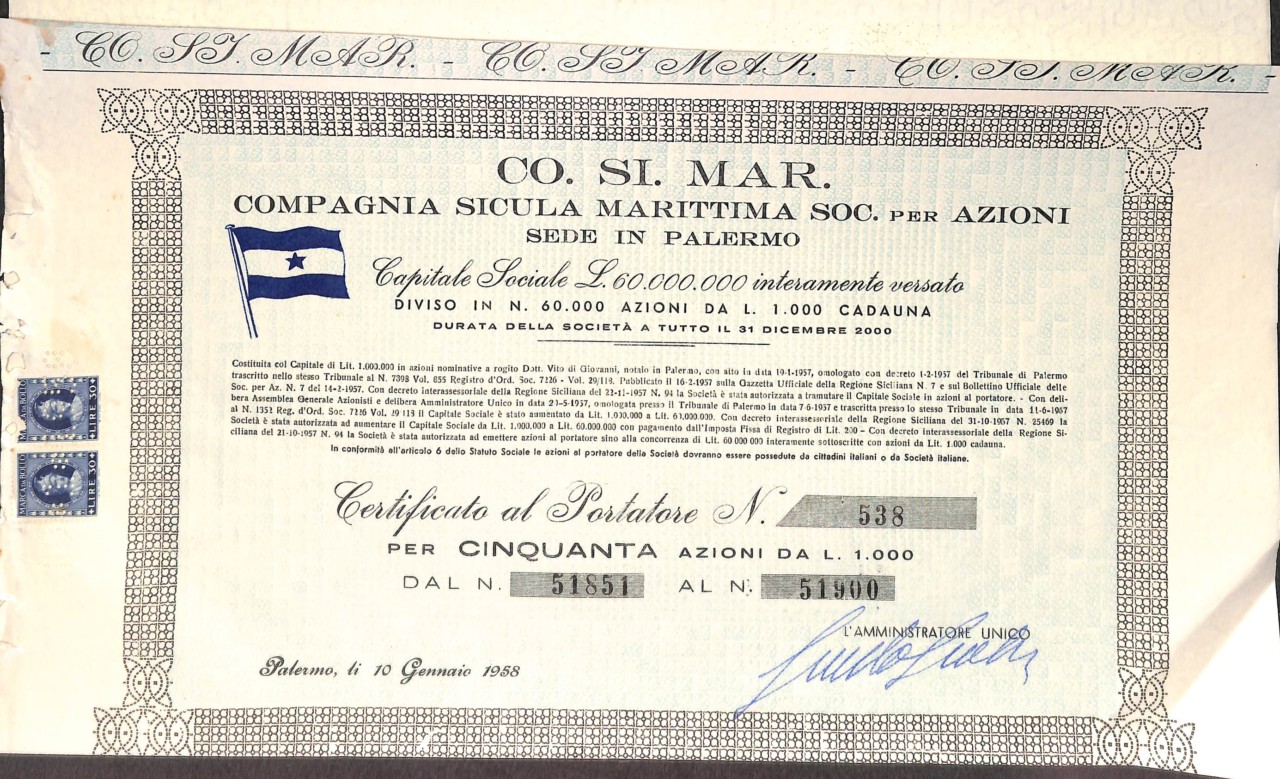 - CO. SI. MAR. - CO. SI. MAR. - CO. SI. MAR. -
CO. SI. MAR.
COMPAGNIA SICULA MARITTIMA SOC. PER AZIONI
SEDE IN PALERMO
Capitale Sociale L. 60.000.000 interamente versato
DIVISO IN N. 60.000 AZIONI DA L. 1.000 CADAUNA
DURATA DELLA SOCIETÀ A TUTTO IL 31 DICEMBRE 2000
Costituita col Capitale di Lit. 1.000.000 in azioni nominative a rogito Dott. Vito di Giovanni, notaio in Palermo, con atto in data 10-1-1957, omologato con decreto 1-2-1957 del Tribunale di Palermo
trascritto nello stesso Tribunale al N. 7398 Vol. 855 Registro d'Ord. Soc. 7226 - Vol. 29/118. Pubblicato il 16-2-1957 sulla Gazzetta Ufficiale della Regione Siciliana N. 7 e sul Bollettino Ufficiale delle
Soc. per Az. N. 7 del 14-2-1957. Con decreto interassessoriale della Regione Siciliana del 22-11-1957 N. 94 la Società è stata autorizzata a tramutare il Capitale Sociale in azioni al portatore. - Con deli-
bera Assemblea Generale Azionisti e delibera Amministratore Unico in data 20-5-1957, omologata presso il Tribunale di Palermo in data 7-6-1957 e trascritta presso lo stesso Tribunale in data 11-6-1957
al N. 1352 Reg. d'Ord. Soc. 7226 Vol. 29 118 il Capitale Sociale è stato aumentato da Lit. 1.000.000 a Lit. 60.000.000. Con decreto interassessoriale della Regione Siciliana del 31-10-1957 N. 25469 la
Società è stata autorizzata ad aumentare il Capitale Sociale da Lit. 1.000.000 a Lit. 60.000.000 con pagamento dell'Imposta Fissa di Registro di Lit. 200 - Con decreto interassessoriale della Regione Si-
ciliana del 21-10-1957 N. 94 la Società è stata autorizzata ad emettere azioni al portatore sino alla concorrenza di Lit. 60 000 000 interamente sottoscritte con azioni da Lit. 1.000 cadauna.
In conformità all'articolo 6 dello Statuto Sociale le azioni al portatore della Società dovranno essere possedute da cittadini italiani o da Società italiane.
MARCA DA BOLLO
LIRE 30
MARCA DA BOLLO
LIRE 30
Certificato al Portatore N. 538
PER CINQUANTA AZIONI DA L. 1.000
DAL N. 51851 AL N. 51900
L'AMMINISTRATORE UNICO
Palermo, li 10 Gennaio 1958